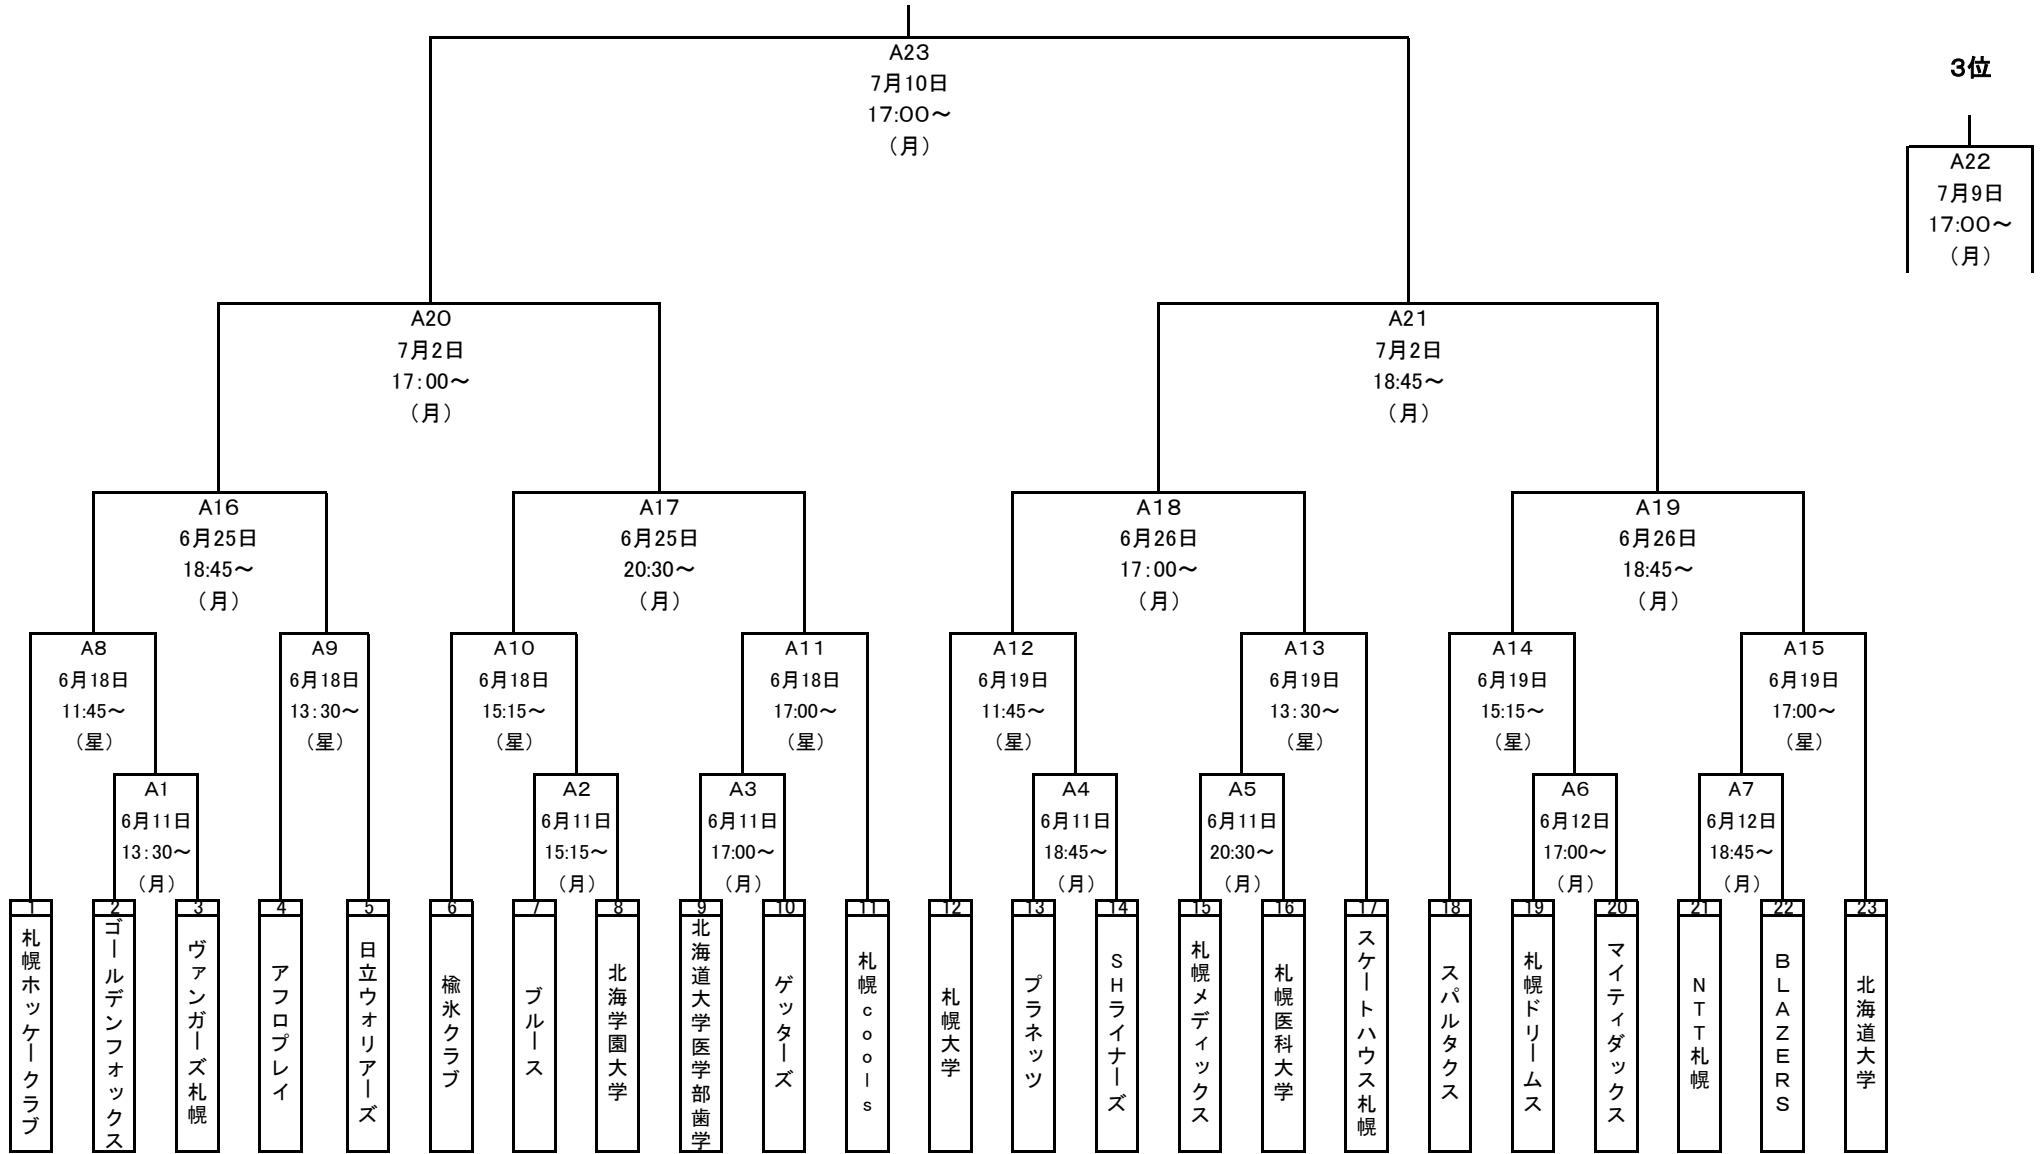 A23
7月10日
17:00～
（月）
3位
A22
7月9日
17:00～
（月）
A20
7月2日
17:00～
（月）
A21
7月2日
18:45～
（月）
A16
6月25日
18:45～
（月）
A17
6月25日
20:30～
（月）
A18
6月26日
17:00～
（月）
A19
6月26日
18:45～
（月）
A8
6月18日
11:45～
（星）
A9
6月18日
13:30～
（星）
A10
6月18日
15:15～
（星）
A11
6月18日
17:00～
（星）
A12
6月19日
11:45～
（星）
A13
6月19日
13:30～
（星）
A14
6月19日
15:15～
（星）
A15
6月19日
17:00～
（星）
A1
6月11日
13:30～
（月）
A2
6月11日
15:15～
（月）
A3
6月11日
17:00～
（月）
A4
6月11日
18:45～
（月）
A5
6月11日
20:30～
（月）
A6
6月12日
17:00～
（月）
A7
6月12日
18:45～
（月）
1
札幌ホッケークラブ
2
ゴールデンフォックス
3
ヴァンガーズ札幌
4
アフロプレイ
5
日立ウォリアーズ
6
楡氷クラブ
7
ブルース
8
北海学園大学
9
北海道大学医学部歯学
10
ゲッターズ
11
札幌cools
12
札幌大学
13
プラネッツ
14
SHライナーズ
15
札幌メディックス
16
札幌医科大学
17
スケートハウス札幌
18
スパルタクス
19
札幌ドリームス
20
マイティダックス
21
NTT札幌
22
BLAZERS
23
北海道大学